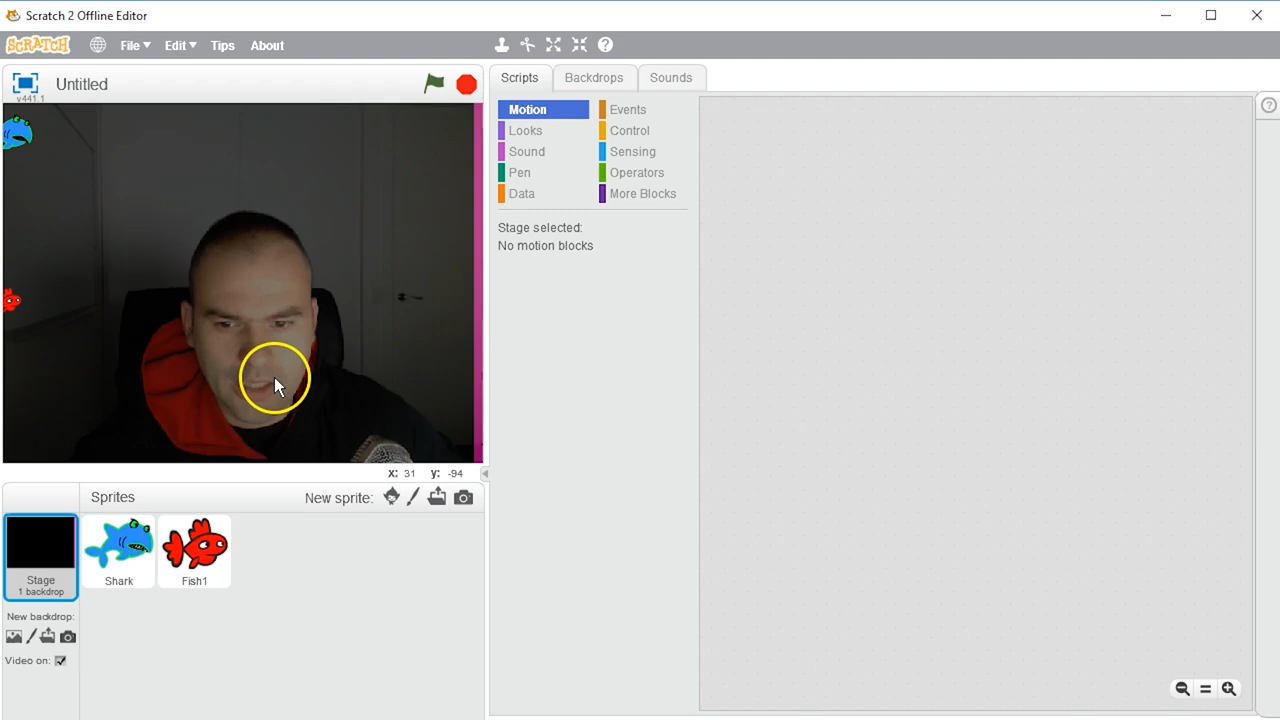 Scratch 2 Offline Editor
SCRATCH File Edit Tips About
v441.1 Untitled
Scripts Backdrops Sounds
Motion Events
Looks Control
Sound Sensing
Pen Operators
Data More Blocks
Stage selected:
No motion blocks
x: 31 y: -94
Sprites New sprite:
Stage
1 backdrop
Shark Fish1
New backdrop:
Video on: